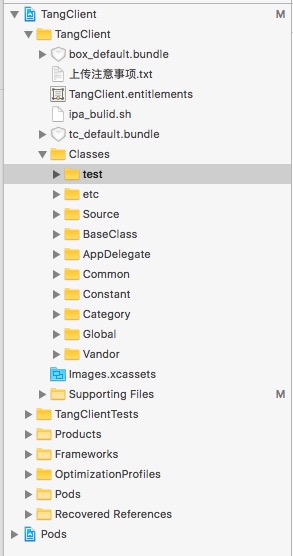 TangClient M
TangClient
box_default.bundle
上传注意事项.txt
TangClient.entitlements
ipa_bulid.sh
tc_default.bundle
Classes
test
etc
Source
BaseClass
AppDelegate
Common
Constant
Category
Global
Vandor
Images.xcassets
Supporting Files M
TangClientTests
Products
Frameworks
OptimizationProfiles
Pods
Recovered References
Pods